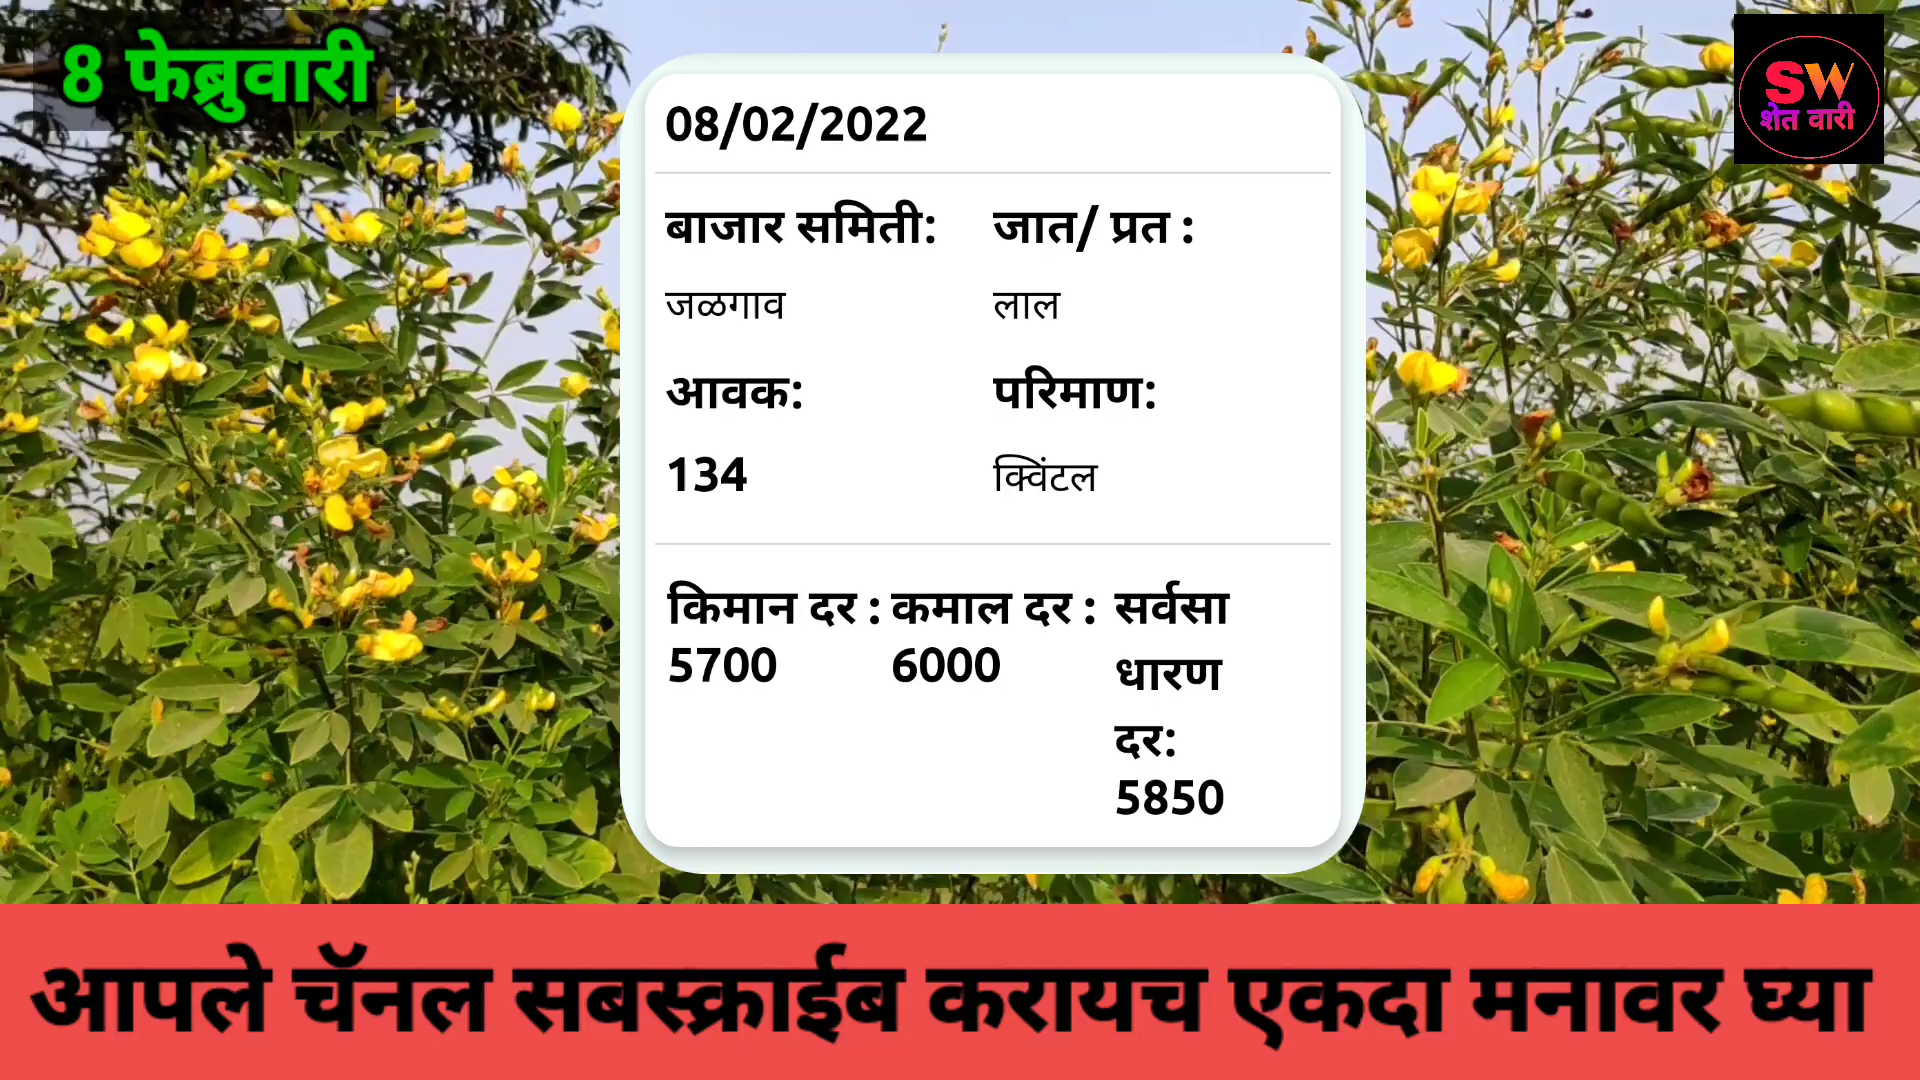 8 फेब्रुवारी
SW
शेत वारी
08/02/2022
बाजार समिती: जात/ प्रत :
जळगाव लाल
आवक: परिमाण:
134 क्विंटल
किमान दर : कमाल दर : सर्वसा
5700 6000 धारण
दर:
5850
आपले चॅनल सबस्क्राईब करायच एकदा मनावर घ्या